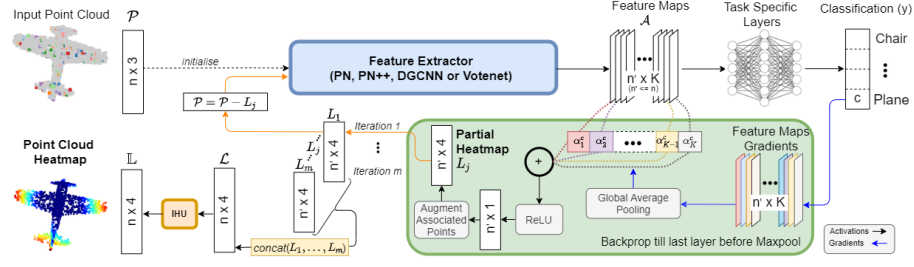 Input Point Cloud
𝒫
n x 3
initialise
Feature Extractor
(PN, PN++, DGCNN or Votenet)
Feature Maps
𝒜
n' x K
(n' <= n)
Task Specific
Layers
Classification (y)
Chair
c
Plane
𝒫 = 𝒫 − L_j
Point Cloud
Heatmap
𝕃
n x 4
IHU
ℒ
n x 4
L_1
L_j
L_m
n' x 4
n' x 4
Iteration 1
Iteration m
concat(L_1, . . . , L_m)
n' x 4
Partial
Heatmap
L_j
Augment
Associated
Points
n' x 1
+
ReLU
α_1^c
α_2^c
α_{K−1}^c
α_K^c
Global Average
Pooling
Feature Maps
Gradients
n' x K
Backprop till last layer before Maxpool
Activations
Gradients